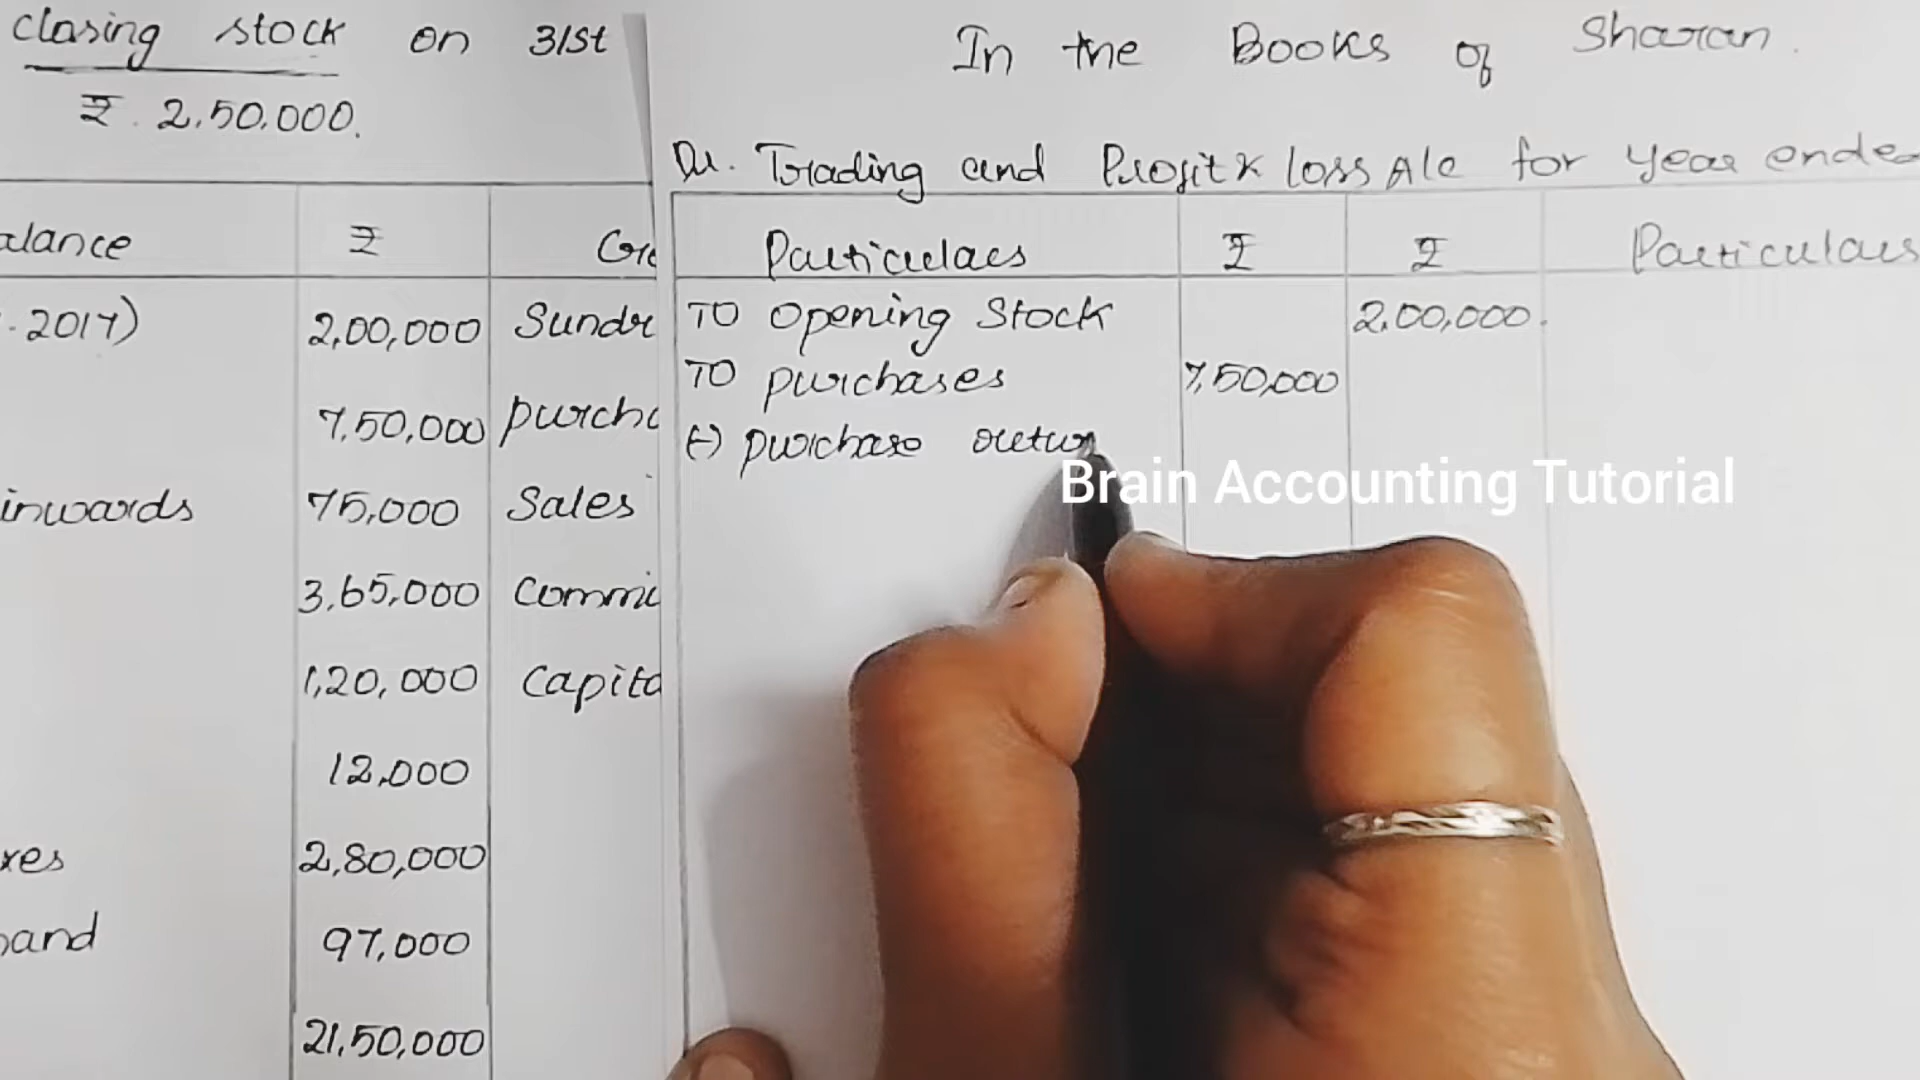 closing stock on 31st
₹. 2,50,000.
alance ₹ Cre
. 2017) 2,00,000 Sundr
7,50,000 purcha
inwards 75,000 Sales
3,65,000 commi
1,20,000 capita
12,000
xes 2,80,000
hand 97,000
21,50,000
In the Books of Sharan.
Dr. Trading and Profit & loss A/c for year ended
Particulars ₹ ₹ Particulars
TO Opening Stock 2,00,000.
TO purchases 7,50,000
(-) purchase retur
Brain Accounting Tutorial